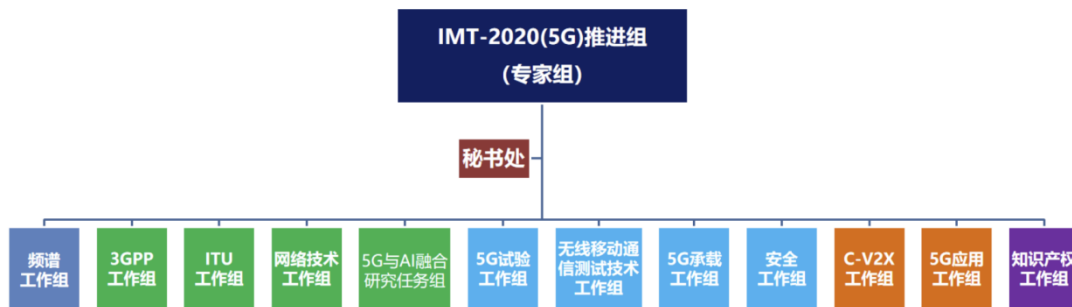 IMT-2020(5G)推进组
（专家组）
秘书处
频谱
工作组
3GPP
工作组
ITU
工作组
网络技术
工作组
5G与AI融合
研究任务组
5G试验
工作组
无线移动通
信测试技术
工作组
5G承载
工作组
安全
工作组
C-V2X
工作组
5G应用
工作组
知识产权
工作组